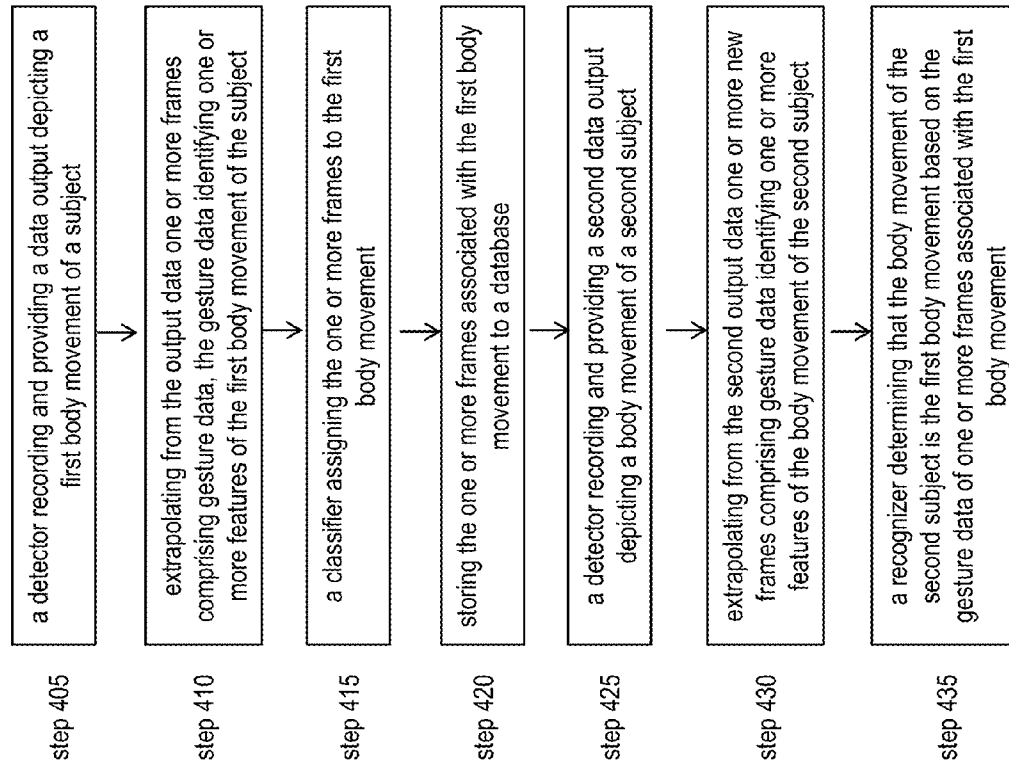 step 405
a detector recording and providing a data output depicting a
first body movement of a subject
step 410
extrapolating from the output data one or more frames
comprising gesture data, the gesture data identifying one or
more features of the first body movement of the subject
step 415
a classifier assigning the one or more frames to the first
body movement
step 420
storing the one or more frames associated with the first body
movement to a database
step 425
a detector recording and providing a second data output
depicting a body movement of a second subject
step 430
extrapolating from the second output data one or more new
frames comprising gesture data identifying one or more
features of the body movement of the second subject
step 435
a recognizer determining that the body movement of the
second subject is the first body movement based on the
gesture data of one or more frames associated with the first
body movement